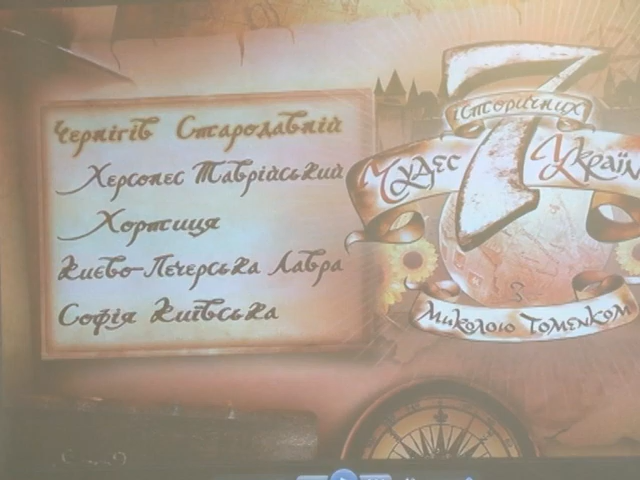 Чернігів Стародавній
Херсонес Таврійський
Хортиця
Києво-Печерська Лавра
Софія Київська
7
історичних
Чудес України
з
Миколою Томенком